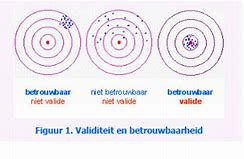 betrouwbaar niet betrouwbaar betrouwbaar
niet valide niet valide valide
Figuur 1. Validiteit en betrouwbaarheid